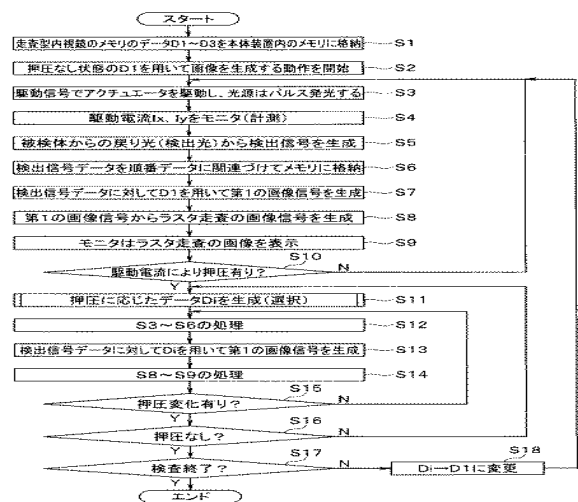 スタート
走査型内視鏡のメモリのデータD1~D3を本体装置内のメモリに格納
S1
押圧なし状態のD1を用いて画像を生成する動作を開始
S2
駆動信号でアクチュエータを駆動し、光源はパルス発光する
S3
駆動電流Ix、Iyをモニタ(計測)
S4
被検体からの戻り光(検出光)から検出信号を生成
S5
検出信号データを順番データに関連づけてメモリに格納
S6
検出信号データに対してD1を用いて第1の画像信号を生成
S7
第1の画像信号からラスタ走査の画像信号を生成
S8
モニタはラスタ走査の画像を表示
S9
S10
駆動電流により押圧有り?
N
Y
押圧に応じたデータDiを生成(選択)
S11
S3~S6の処理
S12
検出信号データに対してDiを用いて第1の画像信号を生成
S13
S8~S9の処理
S14
S15
押圧変化有り?
N
Y
S16
押圧なし?
N
Y
S17
検査終了?
N
S18
Di→D1に変更
Y
エンド